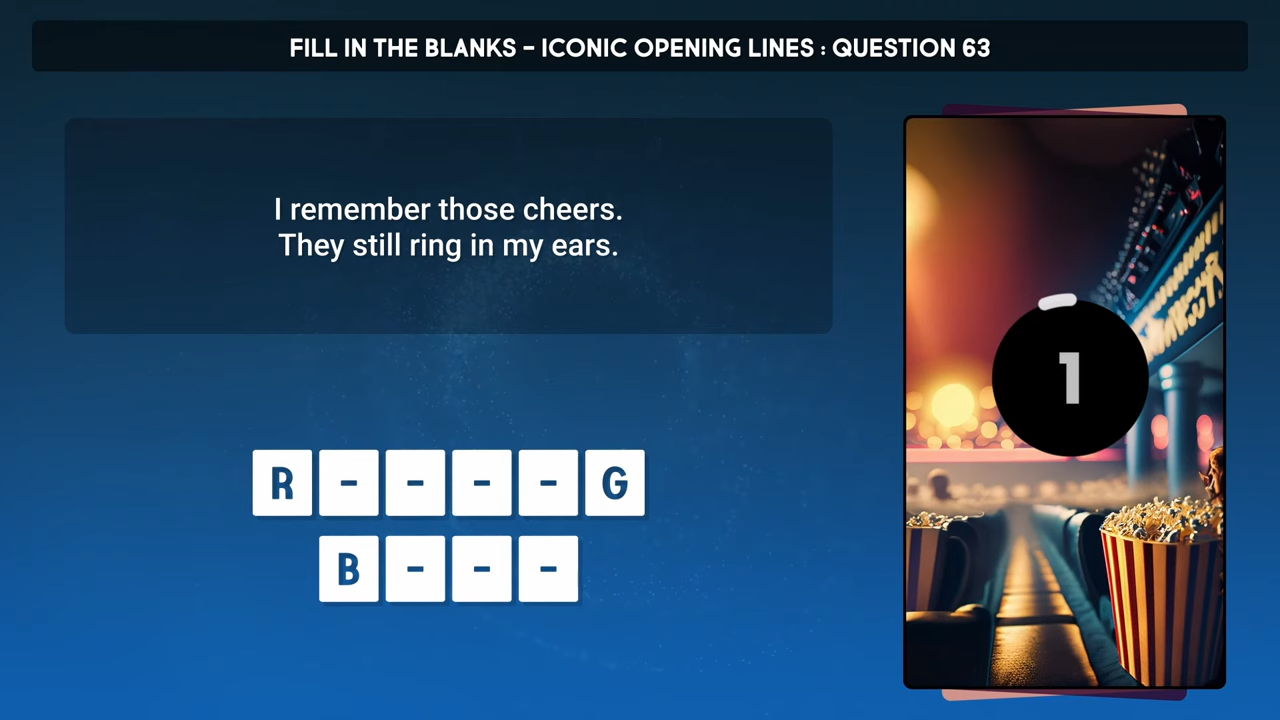 FILL IN THE BLANKS – ICONIC OPENING LINES : QUESTION 63
I remember those cheers.
They still ring in my ears.
R - - - - G
B - - -
1